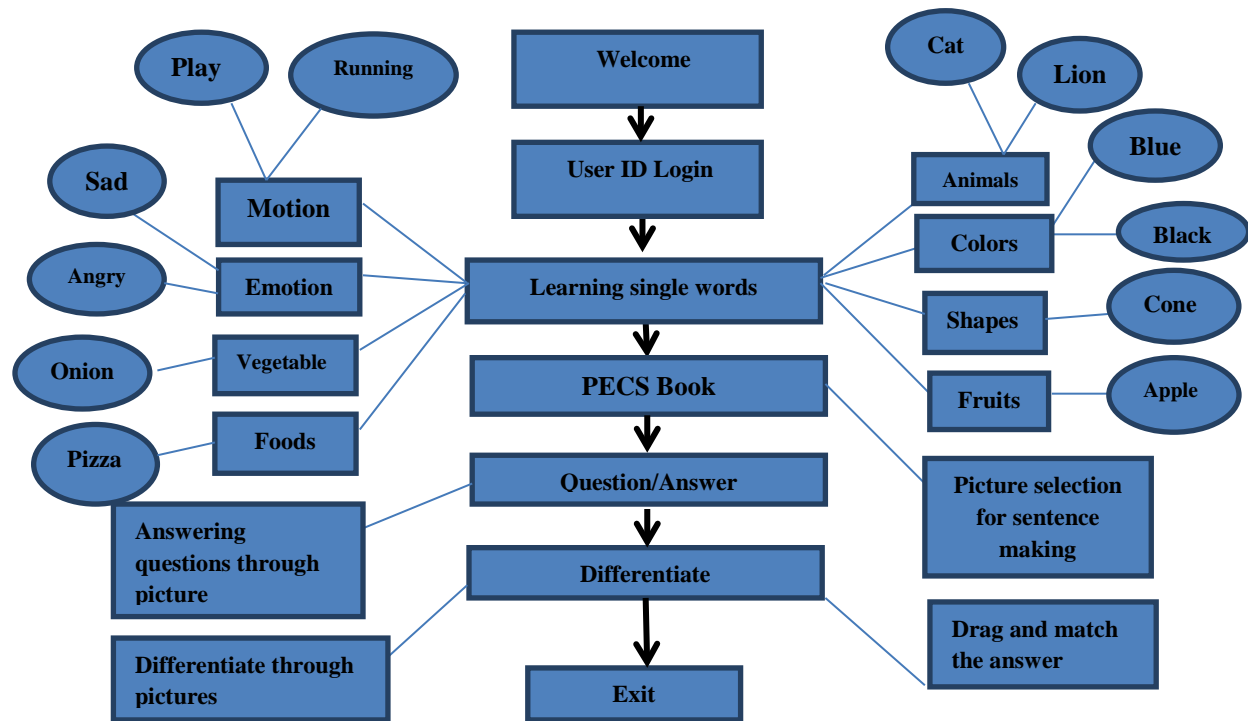 Welcome
User ID Login
Learning single words
PECS Book
Question/Answer
Differentiate
Exit
Play
Running
Motion
Sad
Angry
Emotion
Onion
Vegetable
Pizza
Foods
Cat
Lion
Animals
Blue
Black
Colors
Cone
Shapes
Apple
Fruits
Answering
questions through
picture
Differentiate through
pictures
Picture selection
for sentence
making
Drag and match
the answer